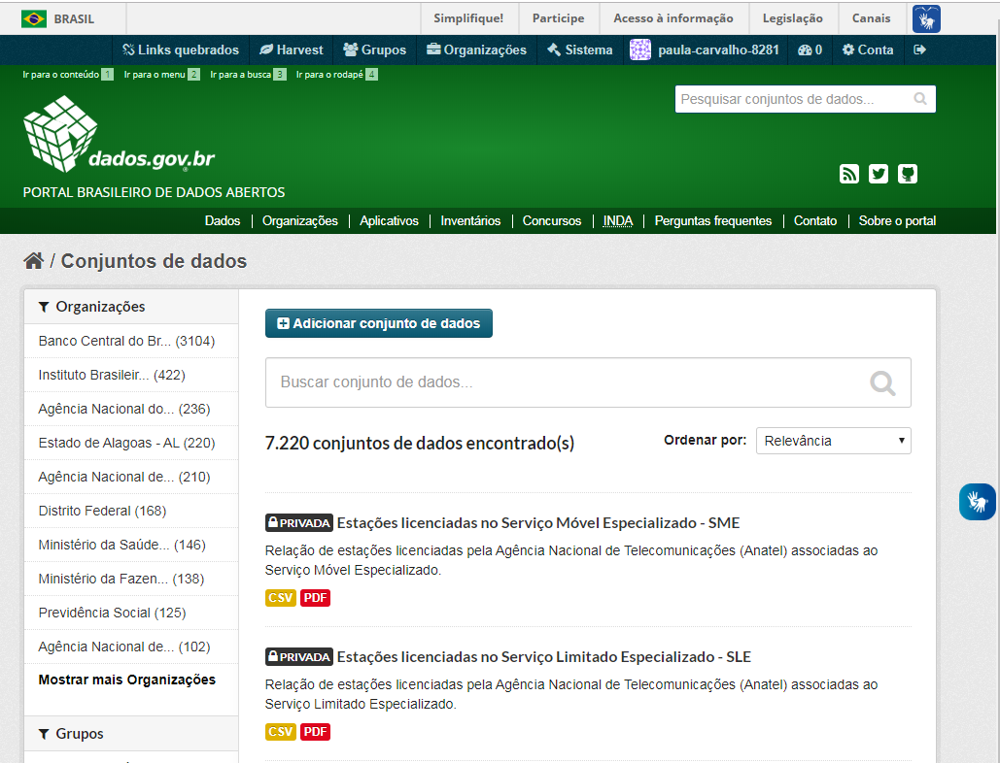 BRASIL Simplifique! Participe Acesso à informação Legislação Canais
Links quebrados Harvest Grupos Organizações Sistema paula-carvalho-8281 0 Conta
Ir para o conteúdo 1 Ir para o menu 2 Ir para a busca 3 Ir para o rodapé 4
Pesquisar conjuntos de dados...
dados.gov.br
PORTAL BRASILEIRO DE DADOS ABERTOS
Dados Organizações Aplicativos Inventários Concursos INDA Perguntas frequentes Contato Sobre o portal
/ Conjuntos de dados
Organizações
Banco Central do Br... (3104)
Instituto Brasileir... (422)
Agência Nacional do... (236)
Estado de Alagoas - AL (220)
Agência Nacional de... (210)
Distrito Federal (168)
Ministério da Saúde... (146)
Ministério da Fazen... (138)
Previdência Social (125)
Agência Nacional de... (102)
Mostrar mais Organizações
Grupos
Adicionar conjunto de dados
Buscar conjunto de dados...
7.220 conjuntos de dados encontrado(s)
Ordenar por: Relevância
PRIVADA Estações licenciadas no Serviço Móvel Especializado - SME
Relação de estações licenciadas pela Agência Nacional de Telecomunicações (Anatel) associadas ao
Serviço Móvel Especializado.
CSV PDF
PRIVADA Estações licenciadas no Serviço Limitado Especializado - SLE
Relação de estações licenciadas pela Agência Nacional de Telecomunicações (Anatel) associadas ao
Serviço Limitado Especializado.
CSV PDF